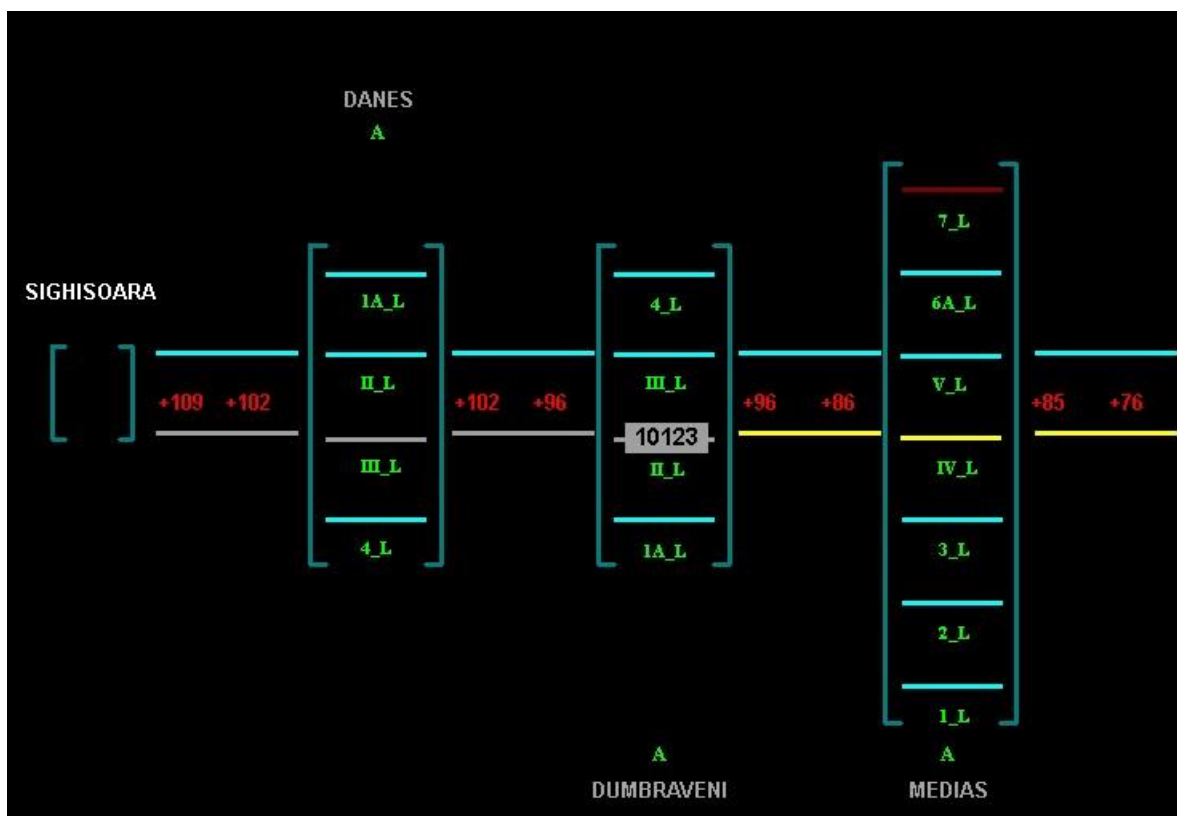 DANES
A
SIGHISOARA
1A_L
II_L
III_L
4_L
+109 +102
+102 +96
4_L
III_L
10123
II_L
1A_L
+96 +86
7_L
6A_L
V_L
IV_L
3_L
2_L
1_L
+85 +76
A
DUMBRAVENI
A
MEDIAS